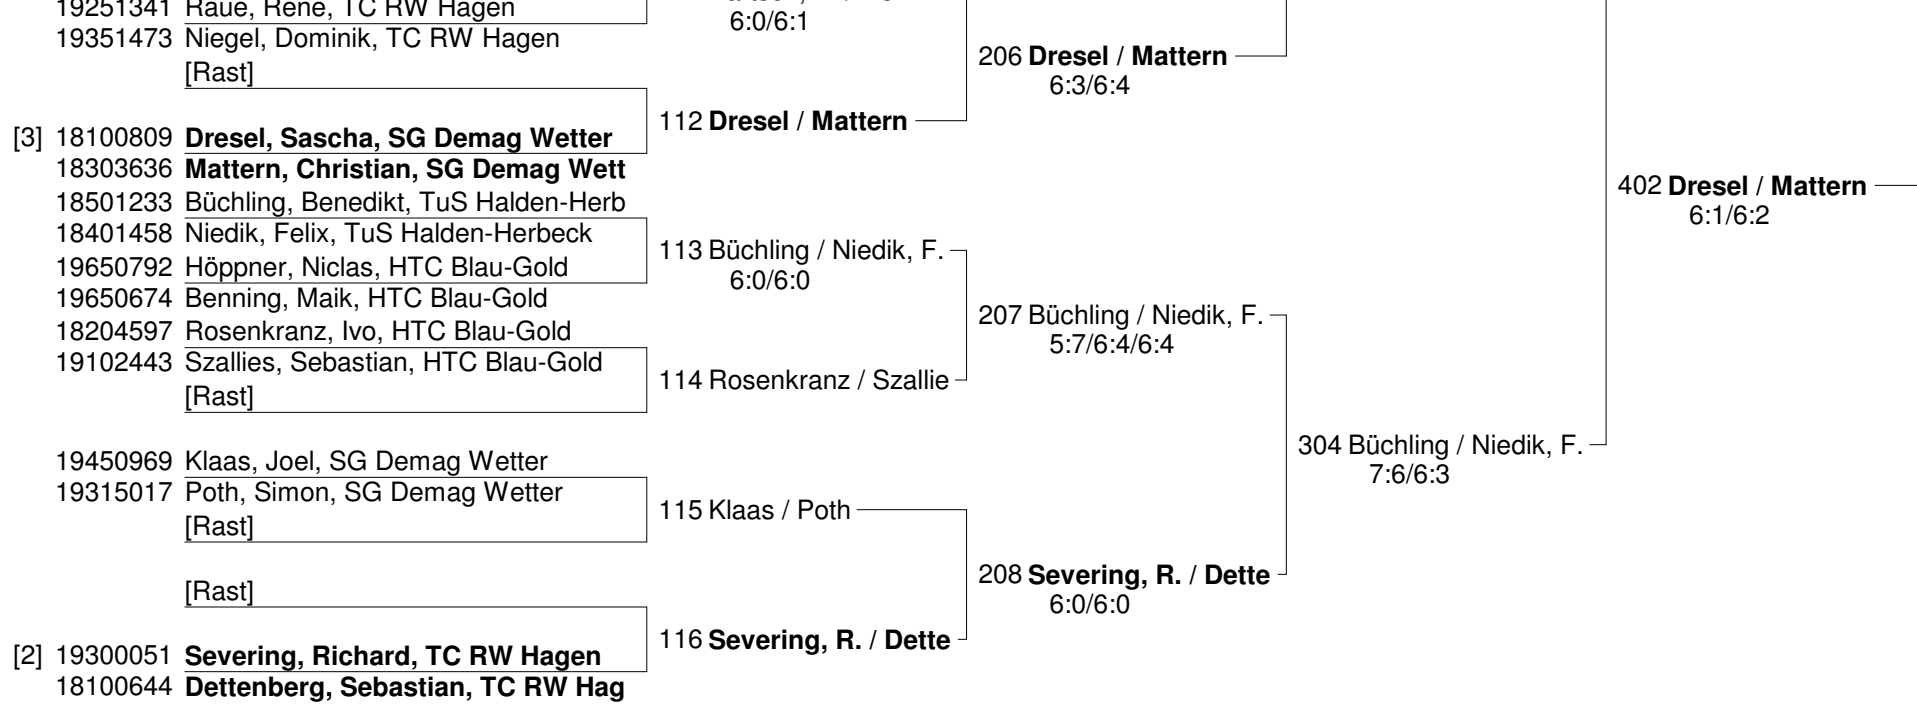 19251341 Raue, René, TC RW Hagen
6:0/6:1
19351473 Niegel, Dominik, TC RW Hagen
206 Dresel / Mattern
[Rast]
6:3/6:4
112 Dresel / Mattern
[3] 18100809 Dresel, Sascha, SG Demag Wetter
18303636 Mattern, Christian, SG Demag Wett
402 Dresel / Mattern
18501233 Büchling, Benedikt, TuS Halden-Herb
6:1/6:2
18401458 Niedik, Felix, TuS Halden-Herbeck
113 Büchling / Niedik, F.
19650792 Höppner, Niclas, HTC Blau-Gold
6:0/6:0
19650674 Benning, Maik, HTC Blau-Gold
207 Büchling / Niedik, F.
18204597 Rosenkranz, Ivo, HTC Blau-Gold
5:7/6:4/6:4
19102443 Szallies, Sebastian, HTC Blau-Gold
114 Rosenkranz / Szallie
[Rast]
304 Büchling / Niedik, F.
19450969 Klaas, Joel, SG Demag Wetter
7:6/6:3
19315017 Poth, Simon, SG Demag Wetter
115 Klaas / Poth
[Rast]
208 Severing, R. / Dette
[Rast]
6:0/6:0
116 Severing, R. / Dette
[2] 19300051 Severing, Richard, TC RW Hagen
18100644 Dettenberg, Sebastian, TC RW Hag